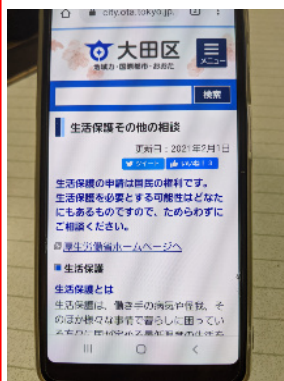 city.ota.tokyo.jp
大田区
地域力・国際都市・おおた
メニュー
検索
生活保護その他の相談
更新日：2021年2月1日
ツイート
いいね！
生活保護の申請は国民の権利です。
生活保護を必要とする可能性はどなた
にもあるものですので、ためらわずに
ご相談ください。
厚生労働省ホームページへ
生活保護
生活保護とは
生活保護は、働き手の病気や怪我、そ
のほか様々な事情で暮らしに困ってい